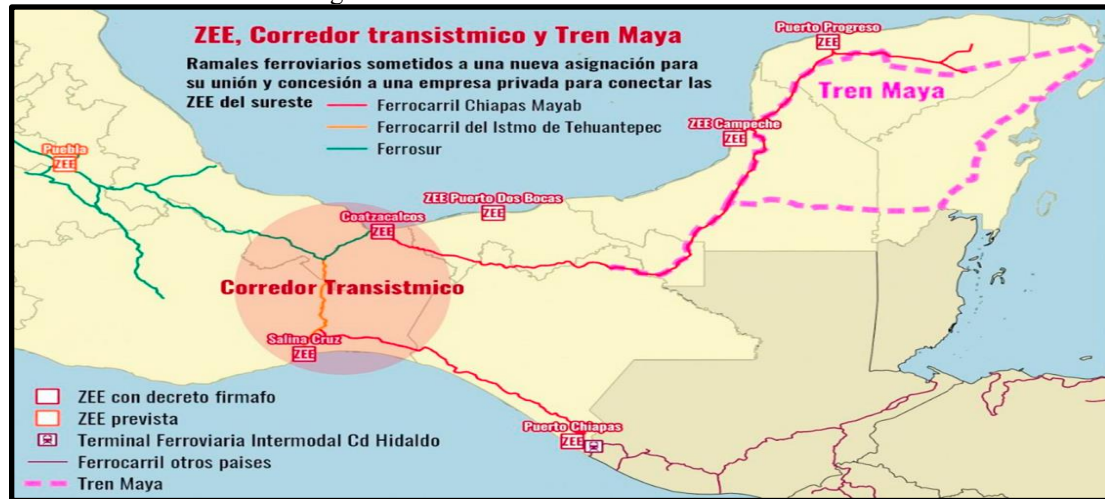 ZEE, Corredor transístmico y Tren Maya
Ramales ferroviarios sometidos a una nueva asignación para
su unión y concesión a una empresa privada para conectar las
ZEE del sureste
Ferrocarril Chiapas Mayab
Ferrocarril del Istmo de Tehuantepec
Ferrosur
Puerto Progreso
ZEE
Tren Maya
ZEE Campeche
ZEE
Puebla
ZEE
ZEE Puerto Dos Bocas
ZEE
Coatzacalcos
ZEE
Corredor Transístmico
Salina Cruz
ZEE
Puerto Chiapas
ZEE
ZEE con decreto firmafo
ZEE prevista
Terminal Ferroviaria Intermodal Cd Hidaldo
Ferrocarril otros paises
Tren Maya